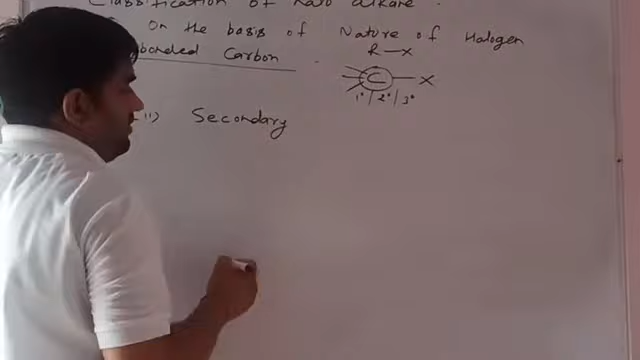 Classification of Halo alkane.
On the basis of Nature of Halogen
bonded Carbon
R—X
C—X
1° / 2° / 3°
ii) Secondary